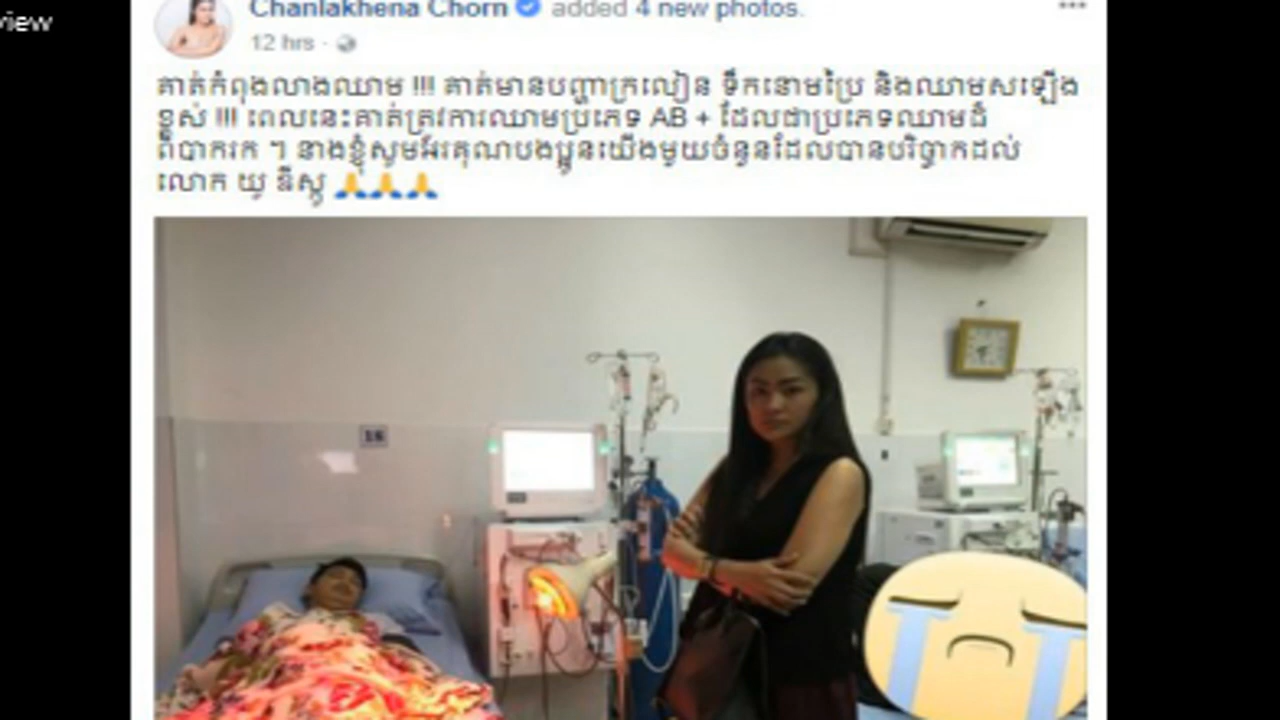 view
Chanlakhena Chorn added 4 new photos.
12 hrs ·
គាត់កំពុងលាងឈាម !!! គាត់មានបញ្ហាក្រលៀន ទឹកនោមប្រៃ និងឈាមសឡើង
ខ្ពស់ !!! ពេលនេះគាត់ត្រូវការឈាមប្រភេទ AB + ដែលជាប្រភេទឈាមដ៏
ពិបាករក ។ នាងខ្ញុំសូមអរគុណបងប្អូនយើងមួយចំនួនដែលបានបរិច្ចាកដល់
លោក យូ ឌីស្កូ 🙏🙏🙏
16